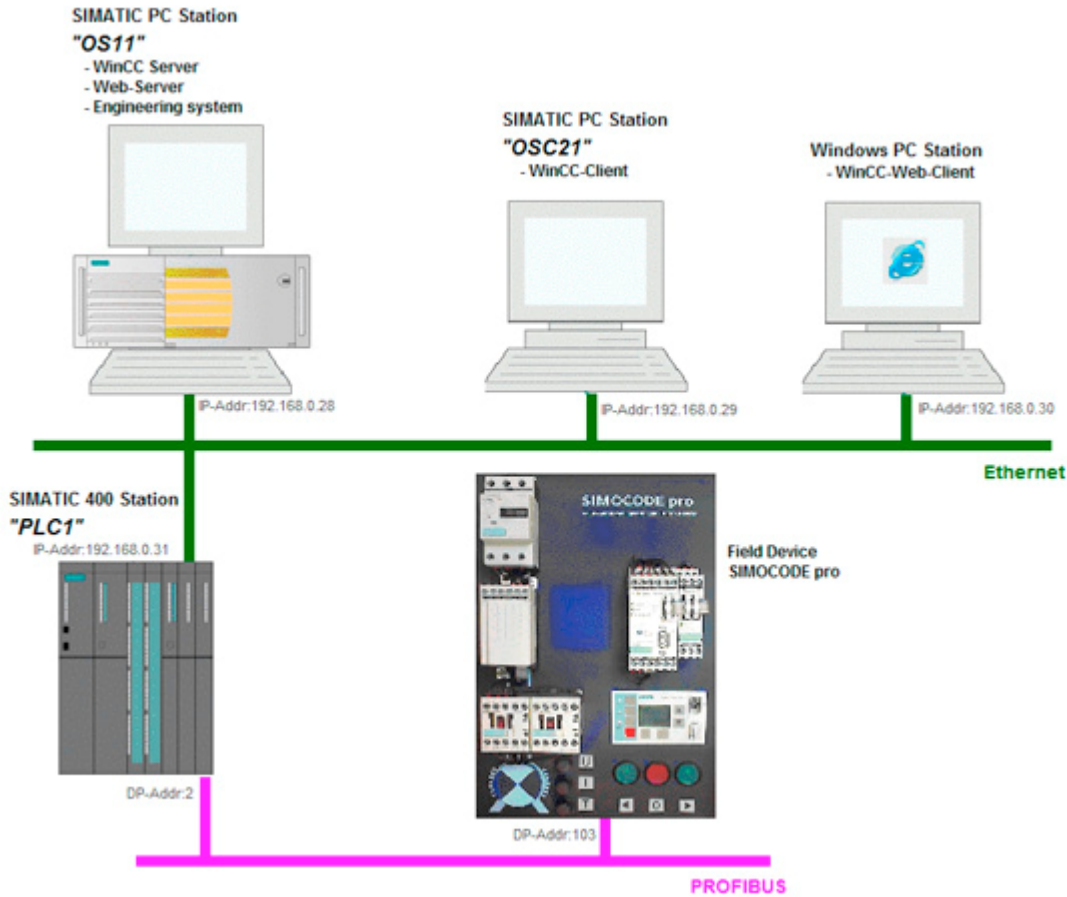 SIMATIC PC Station
"OS11"
- WinCC Server
- Web-Server
- Engineering system
SIMATIC PC Station
"OSC21"
- WinCC-Client
Windows PC Station
- WinCC-Web-Client
IP-Addr:192.168.0.28
IP-Addr:192.168.0.29
IP-Addr:192.168.0.30
Ethernet
SIMATIC 400 Station
"PLC1"
IP-Addr:192.168.0.31
SIMOCODE pro
Field Device
SIMOCODE pro
U
I
T
DP-Addr:2
DP-Addr:103
PROFIBUS